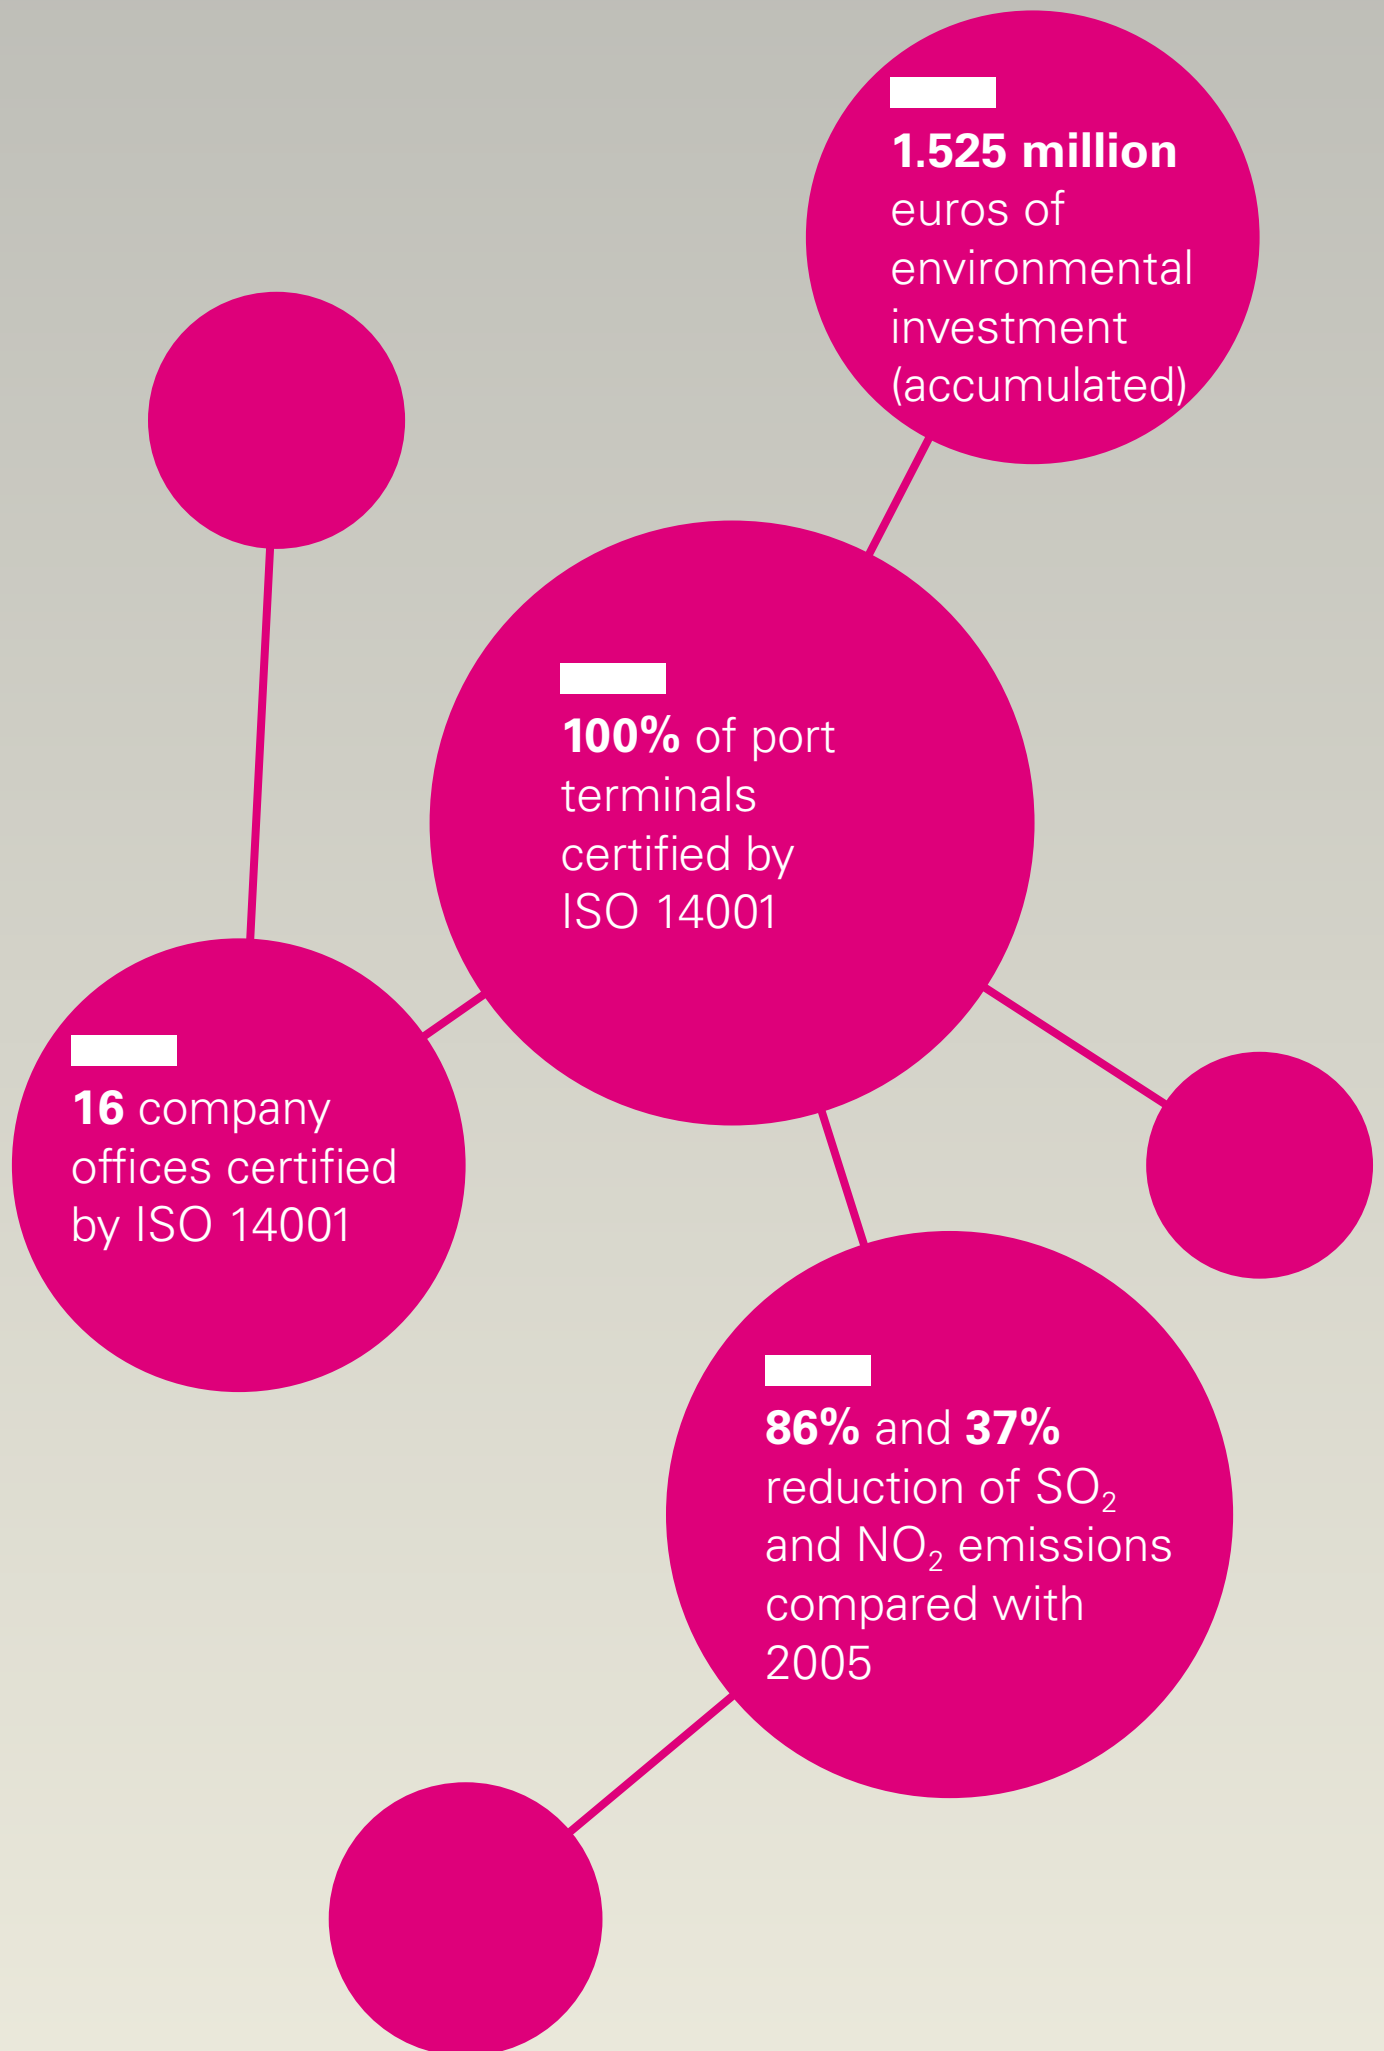 1.525 million
euros of
environmental
investment
(accumulated)
100% of port
terminals
certified by
ISO 14001
16 company
offices certified
by ISO 14001
86% and 37%
reduction of SO₂
and NO₂ emissions
compared with
2005